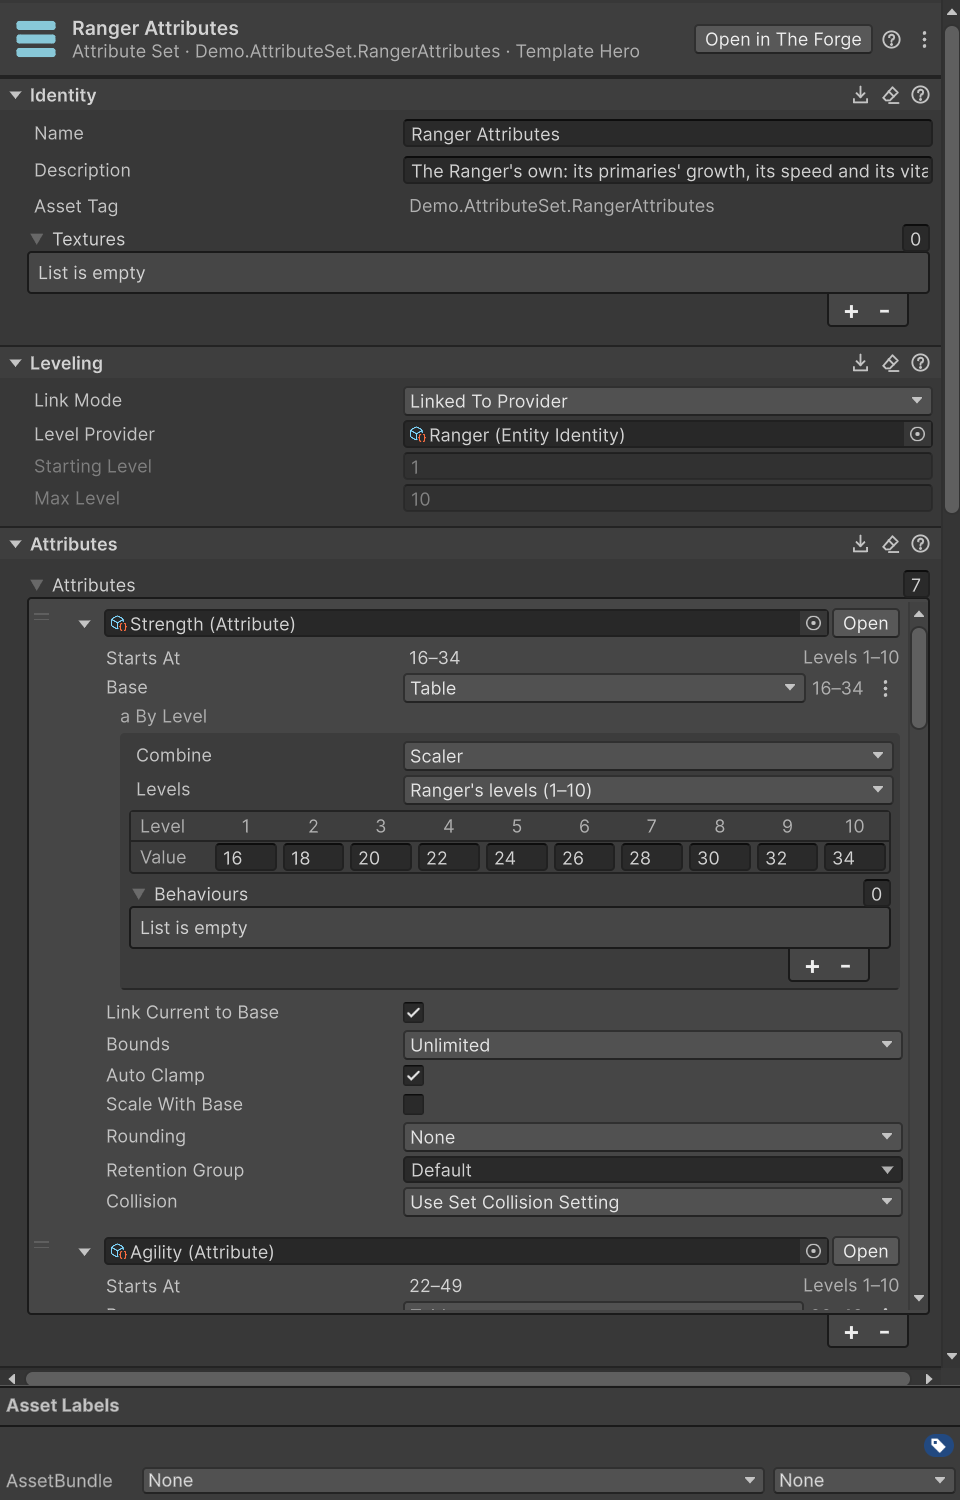 Ranger Attributes
Attribute Set · Demo.AttributeSet.RangerAttributes · Template Hero
Open in The Forge
Identity
Name
Ranger Attributes
Description
The Ranger's own: its primaries' growth, its speed and its vita
Asset Tag
Demo.AttributeSet.RangerAttributes
Textures
0
List is empty
+ -
Leveling
Link Mode
Linked To Provider
Level Provider
Ranger (Entity Identity)
Starting Level
1
Max Level
10
Attributes
Attributes
7
Strength (Attribute)
Open
Starts At
16–34
Levels 1–10
Base
Table
16–34
a By Level
Combine
Scaler
Levels
Ranger's levels (1–10)
Level 1 2 3 4 5 6 7 8 9 10
Value 16 18 20 22 24 26 28 30 32 34
Behaviours
0
List is empty
+ -
Link Current to Base
Bounds
Unlimited
Auto Clamp
Scale With Base
Rounding
None
Retention Group
Default
Collision
Use Set Collision Setting
Agility (Attribute)
Open
Starts At
22–49
Levels 1–10
+ -
Asset Labels
AssetBundle
None
None